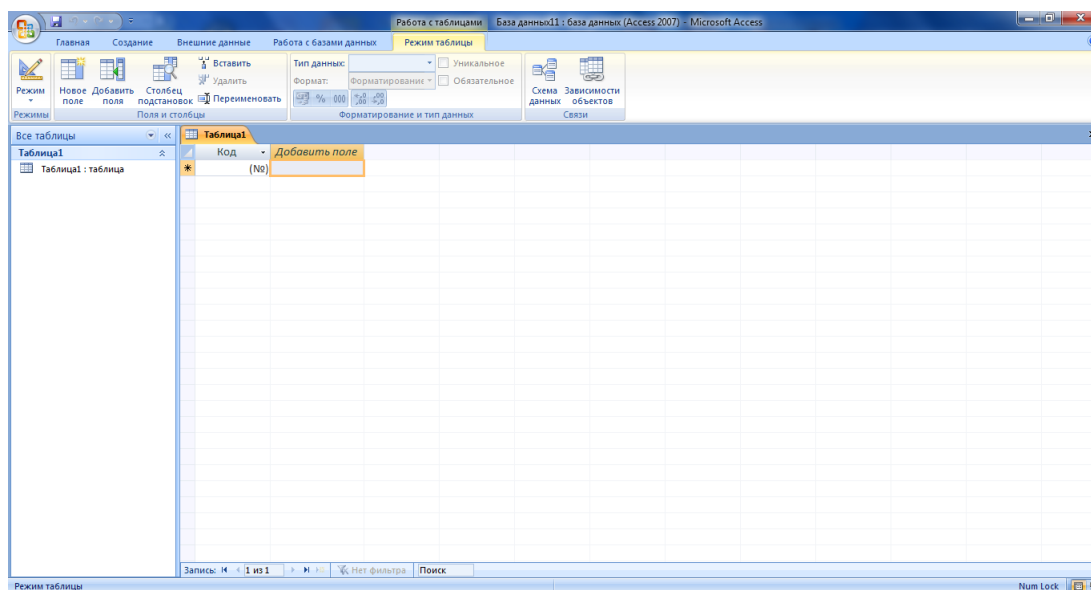 Работа с таблицами База данных11 : база данных (Access 2007) - Microsoft Access
Главная Создание Внешние данные Работа с базами данных Режим таблицы
Режим
Новое поле
Добавить поля
Столбец подстановок
Вставить
Удалить
Переименовать
Тип данных:
Формат: Форматирование
% 000
Уникальное
Обязательное
Схема данных
Зависимости объектов
Режимы Поля и столбцы Форматирование и тип данных Связи
Все таблицы
Таблица1
Таблица1 : таблица
Таблица1
Код Добавить поле
(№)
Запись: 1 из 1 Нет фильтра Поиск
Режим таблицы Num Lock